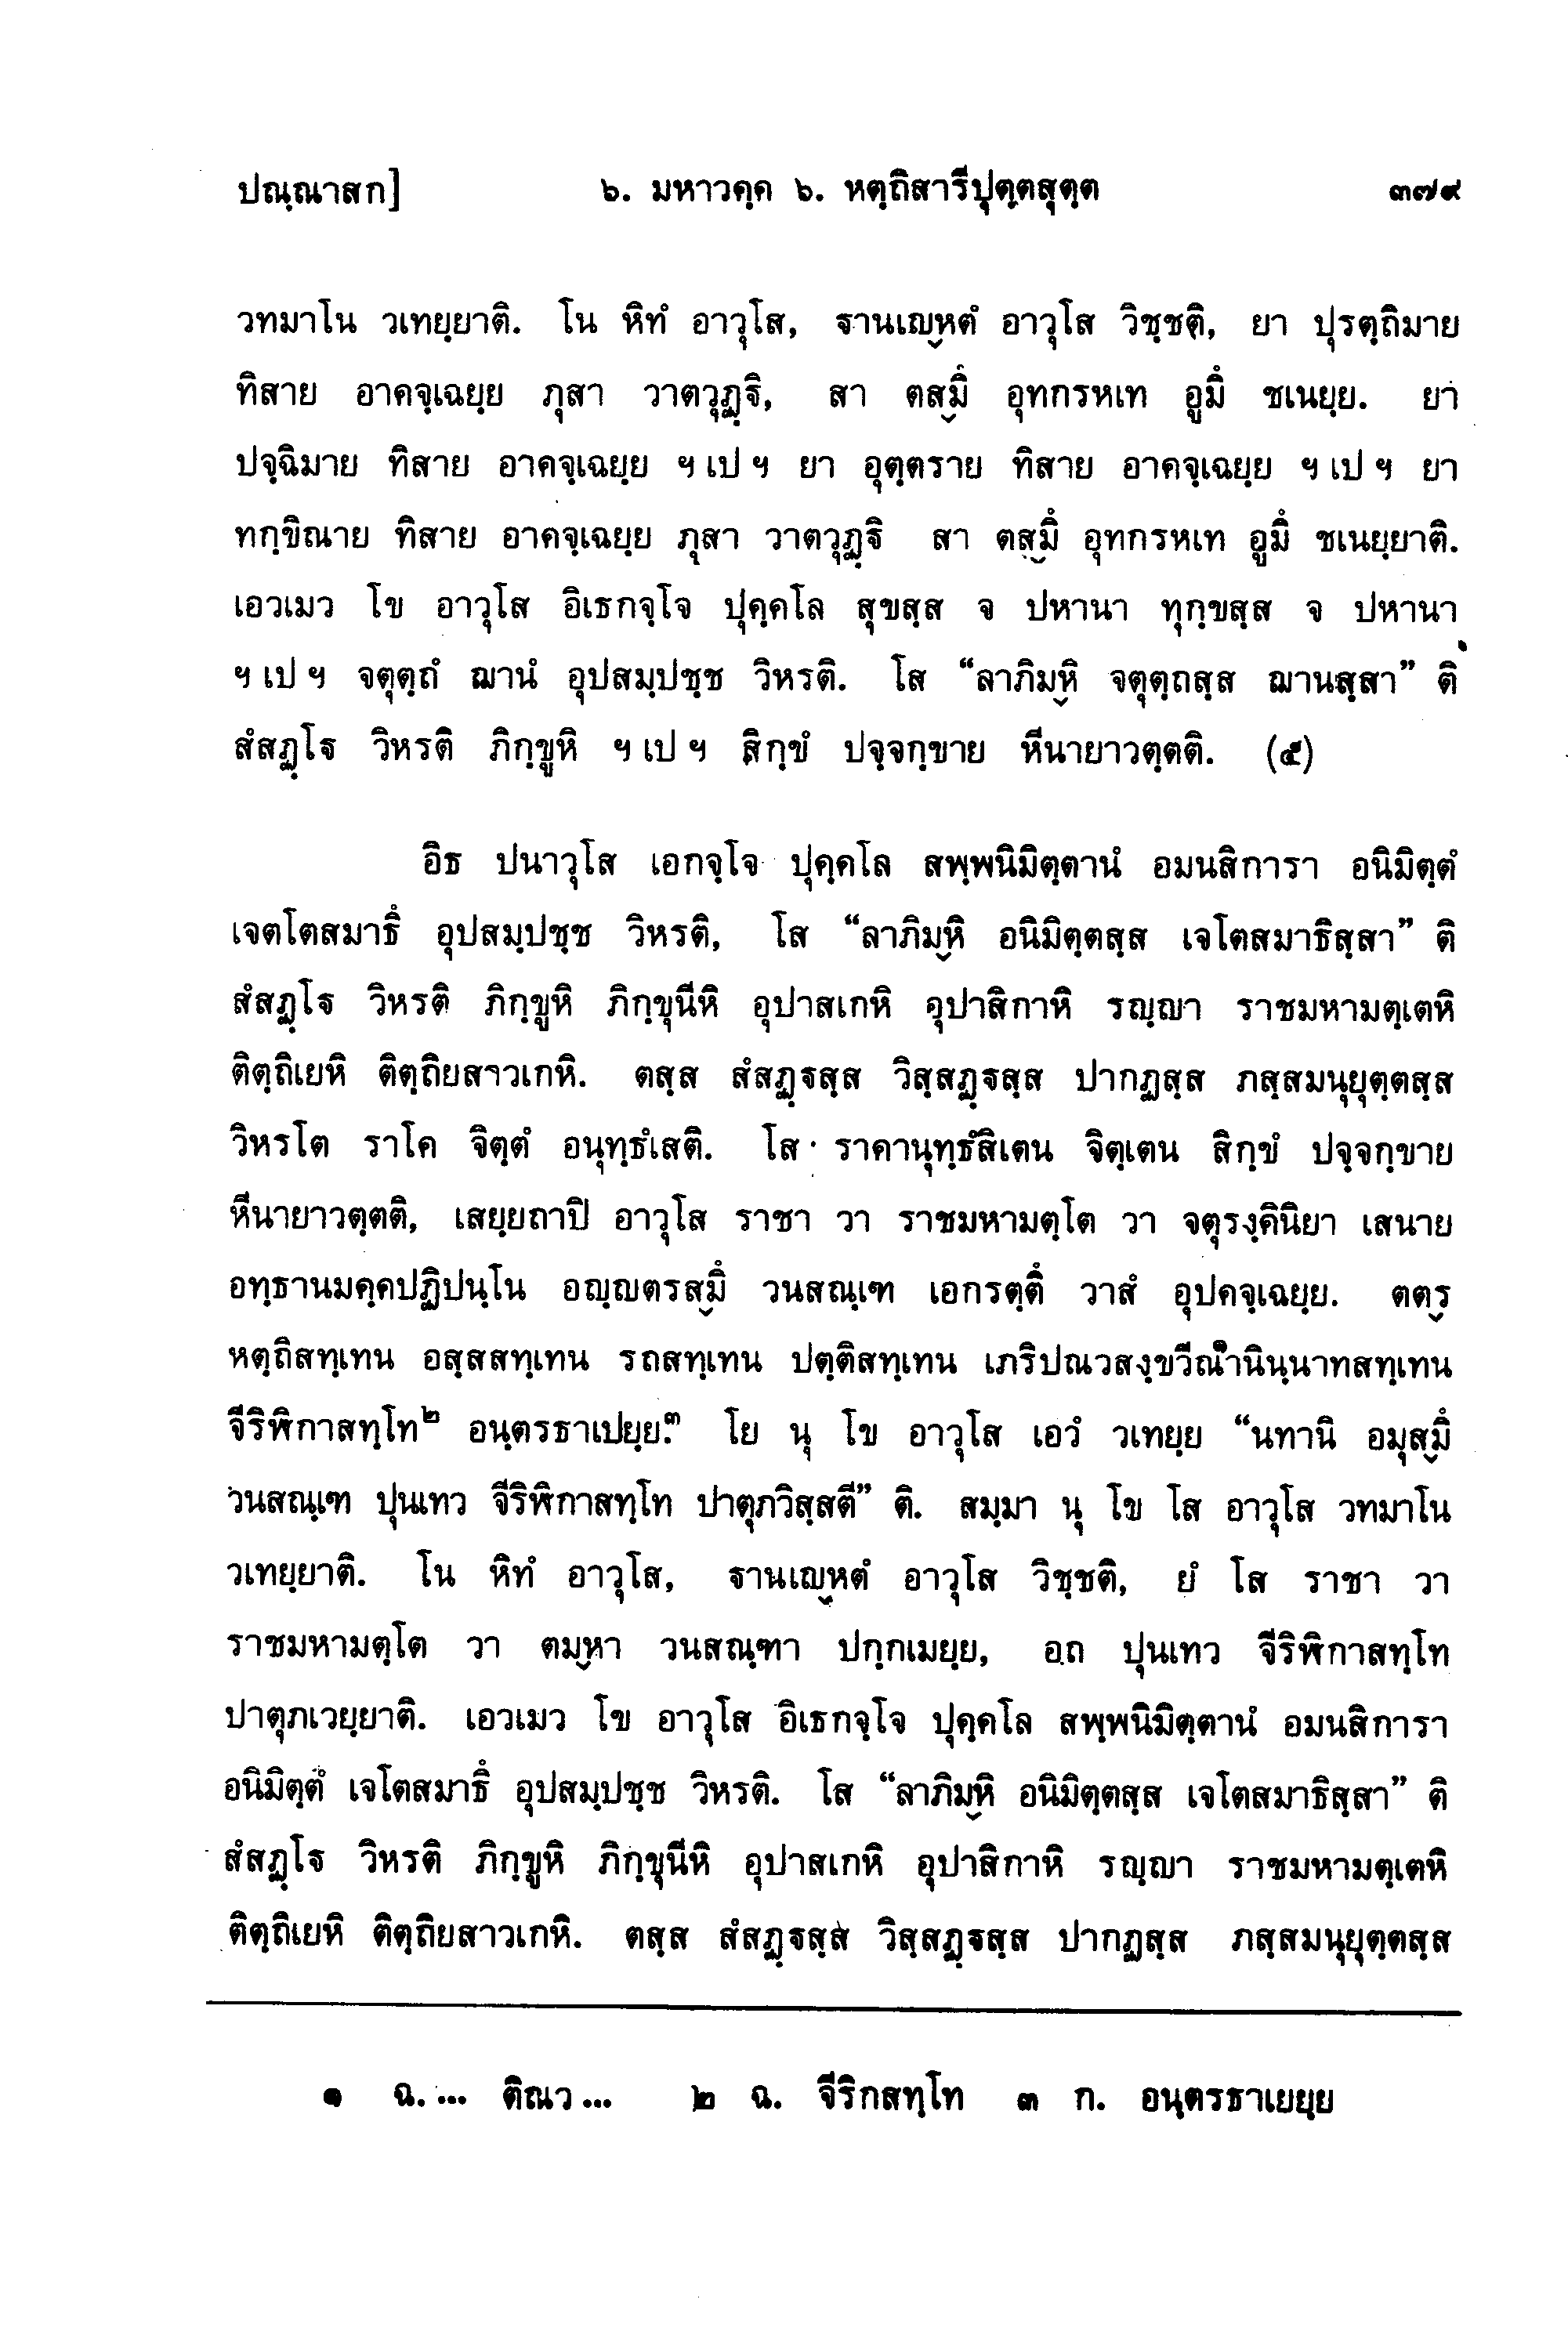 ปณฺณาสก] ๖. มหาวคฺค ๖. หตฺถิสารีปุตฺตสุตฺต ๓๗๙
วทมาโน วเทยฺยาติ. โน หิทํ อาวุโส, ฐานเญฺหตํ อาวุโส วิชฺชติ, ยา ปุรตฺถิมาย
ทิสาย อาคจฺเฉยฺย ภุสา วาตวุฏฺฐิ, สา ตสฺมึ อุทกรหเท อูมึ ชเนยฺย. ยา
ปจฺฉิมาย ทิสาย อาคจฺเฉยฺย ฯ เป ฯ ยา อุตฺตราย ทิสาย อาคจฺเฉยฺย ฯ เป ฯ ยา
ทกฺขิณาย ทิสาย อาคจฺเฉยฺย ภุสา วาตวุฏฺฐิ สา ตสฺมึ อุทกรหเท อูมึ ชเนยฺยาติ.
เอวเมว โข อาวุโส อิเธกจฺโจ ปุคฺคโล สุขสฺส จ ปหานา ทุกฺขสฺส จ ปหานา
ฯ เป ฯ จตุตฺถํ ฌานํ อุปสมฺปชฺช วิหรติ. โส “ลาภิมฺหิ จตุตฺถสฺส ฌานสฺสา” ติ
สํสฏฺโฐ วิหรติ ภิกฺขูหิ ฯ เป ฯ สิกฺขํ ปจฺจกฺขาย หีนายาวตฺตติ. (๕)
อิธ ปนาวุโส เอกจฺโจ ปุคฺคโล สพฺพนิมิตฺตานํ อมนสิการา อนิมิตฺตํ
เจตโตสมาธึ อุปสมฺปชฺช วิหรติ, โส “ลาภิมฺหิ อนิมิตฺตสฺส เจโตสมาธิสฺสา” ติ
สํสฏฺโฐ วิหรติ ภิกฺขูหิ ภิกฺขุนีหิ อุปาสเกหิ อุปาสิกาหิ รญฺญา ราชมหามตฺเตหิ
ติตฺถิเยหิ ติตฺถิยสาวเกหิ. ตสฺส สํสฏฺฐสฺส วิสฺสฏฺฐสฺส ปากฏสฺส ภสฺสมนุยุตฺตสฺส
วิหรโต ราโค จิตฺตํ อนุทฺธํเสติ. โส ราคานุทฺธํสิเตน จิตฺเตน สิกฺขํ ปจฺจกฺขาย
หีนายาวตฺตติ, เสยฺยถาปิ อาวุโส ราชา วา ราชมหามตฺโต วา จตุรงฺคินิยา เสนาย
อทฺธานมคฺคปฏิปนฺโน อญฺญตรสฺมึ วนสณฺเฑ เอกรตฺตึ วาสํ อุปคจฺเฉยฺย. ตตฺร
หตฺถิสทฺเทน อสฺสสทฺเทน รถสทฺเทน ปตฺติสทฺเทน เภริปณวสงฺขวีณ๑านินฺนาทสทฺเทน
จีริฬิกาสทฺโท๒ อนฺตรธาเปยฺย.๓ โย นุ โข อาวุโส เอวํ วเทยฺย “นทานิ อมุสฺมึ
วนสณฺเฑ ปุนเทว จีริฬิกาสทฺโท ปาตุภวิสฺสตี” ติ. สมฺมา นุ โข โส อาวุโส วทมาโน
วเทยฺยาติ. โน หิทํ อาวุโส, ฐานเญฺหตํ อาวุโส วิชฺชติ, ยํ โส ราชา วา
ราชมหามตฺโต วา ตมฺหา วนสณฺฑา ปกฺกเมยฺย, อถ ปุนเทว จีริฬิกาสทฺโท
ปาตุภเวยฺยาติ. เอวเมว โข อาวุโส อิเธกจฺโจ ปุคฺคโล สพฺพนิมิตฺตานํ อมนสิการา
อนิมิตฺตํ เจโตสมาธึ อุปสมฺปชฺช วิหรติ. โส “ลาภิมฺหิ อนิมิตฺตสฺส เจโตสมาธิสฺสา” ติ
สํสฏฺโฐ วิหรติ ภิกฺขูหิ ภิกฺขุนีหิ อุปาสเกหิ อุปาสิกาหิ รญฺญา ราชมหามตฺเตหิ
ติตฺถิเยหิ ติตฺถิยสาวเกหิ. ตสฺส สํสฏฺฐสฺส วิสฺสฏฺฐสฺส ปากฏสฺส ภสฺสมนุยุตฺตสฺส
๑ ฉ. ... ติณว ... ๒ ฉ. จีริกสทฺโท ๓ ก. อนฺตรธาเยยฺย